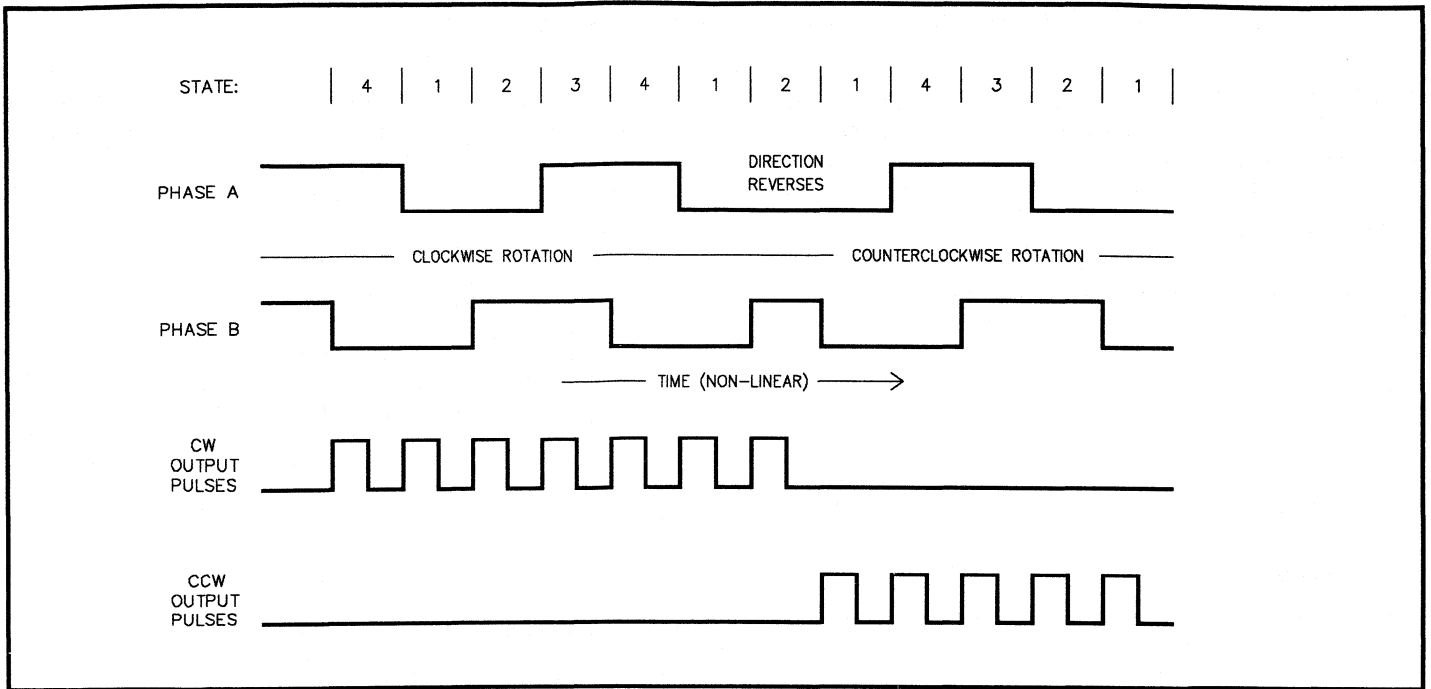 STATE: 4 1 2 3 4 1 2 1 4 3 2 1
PHASE A
DIRECTION
REVERSES
CLOCKWISE ROTATION
COUNTERCLOCKWISE ROTATION
PHASE B
TIME (NON-LINEAR)
CW
OUTPUT
PULSES
CCW
OUTPUT
PULSES